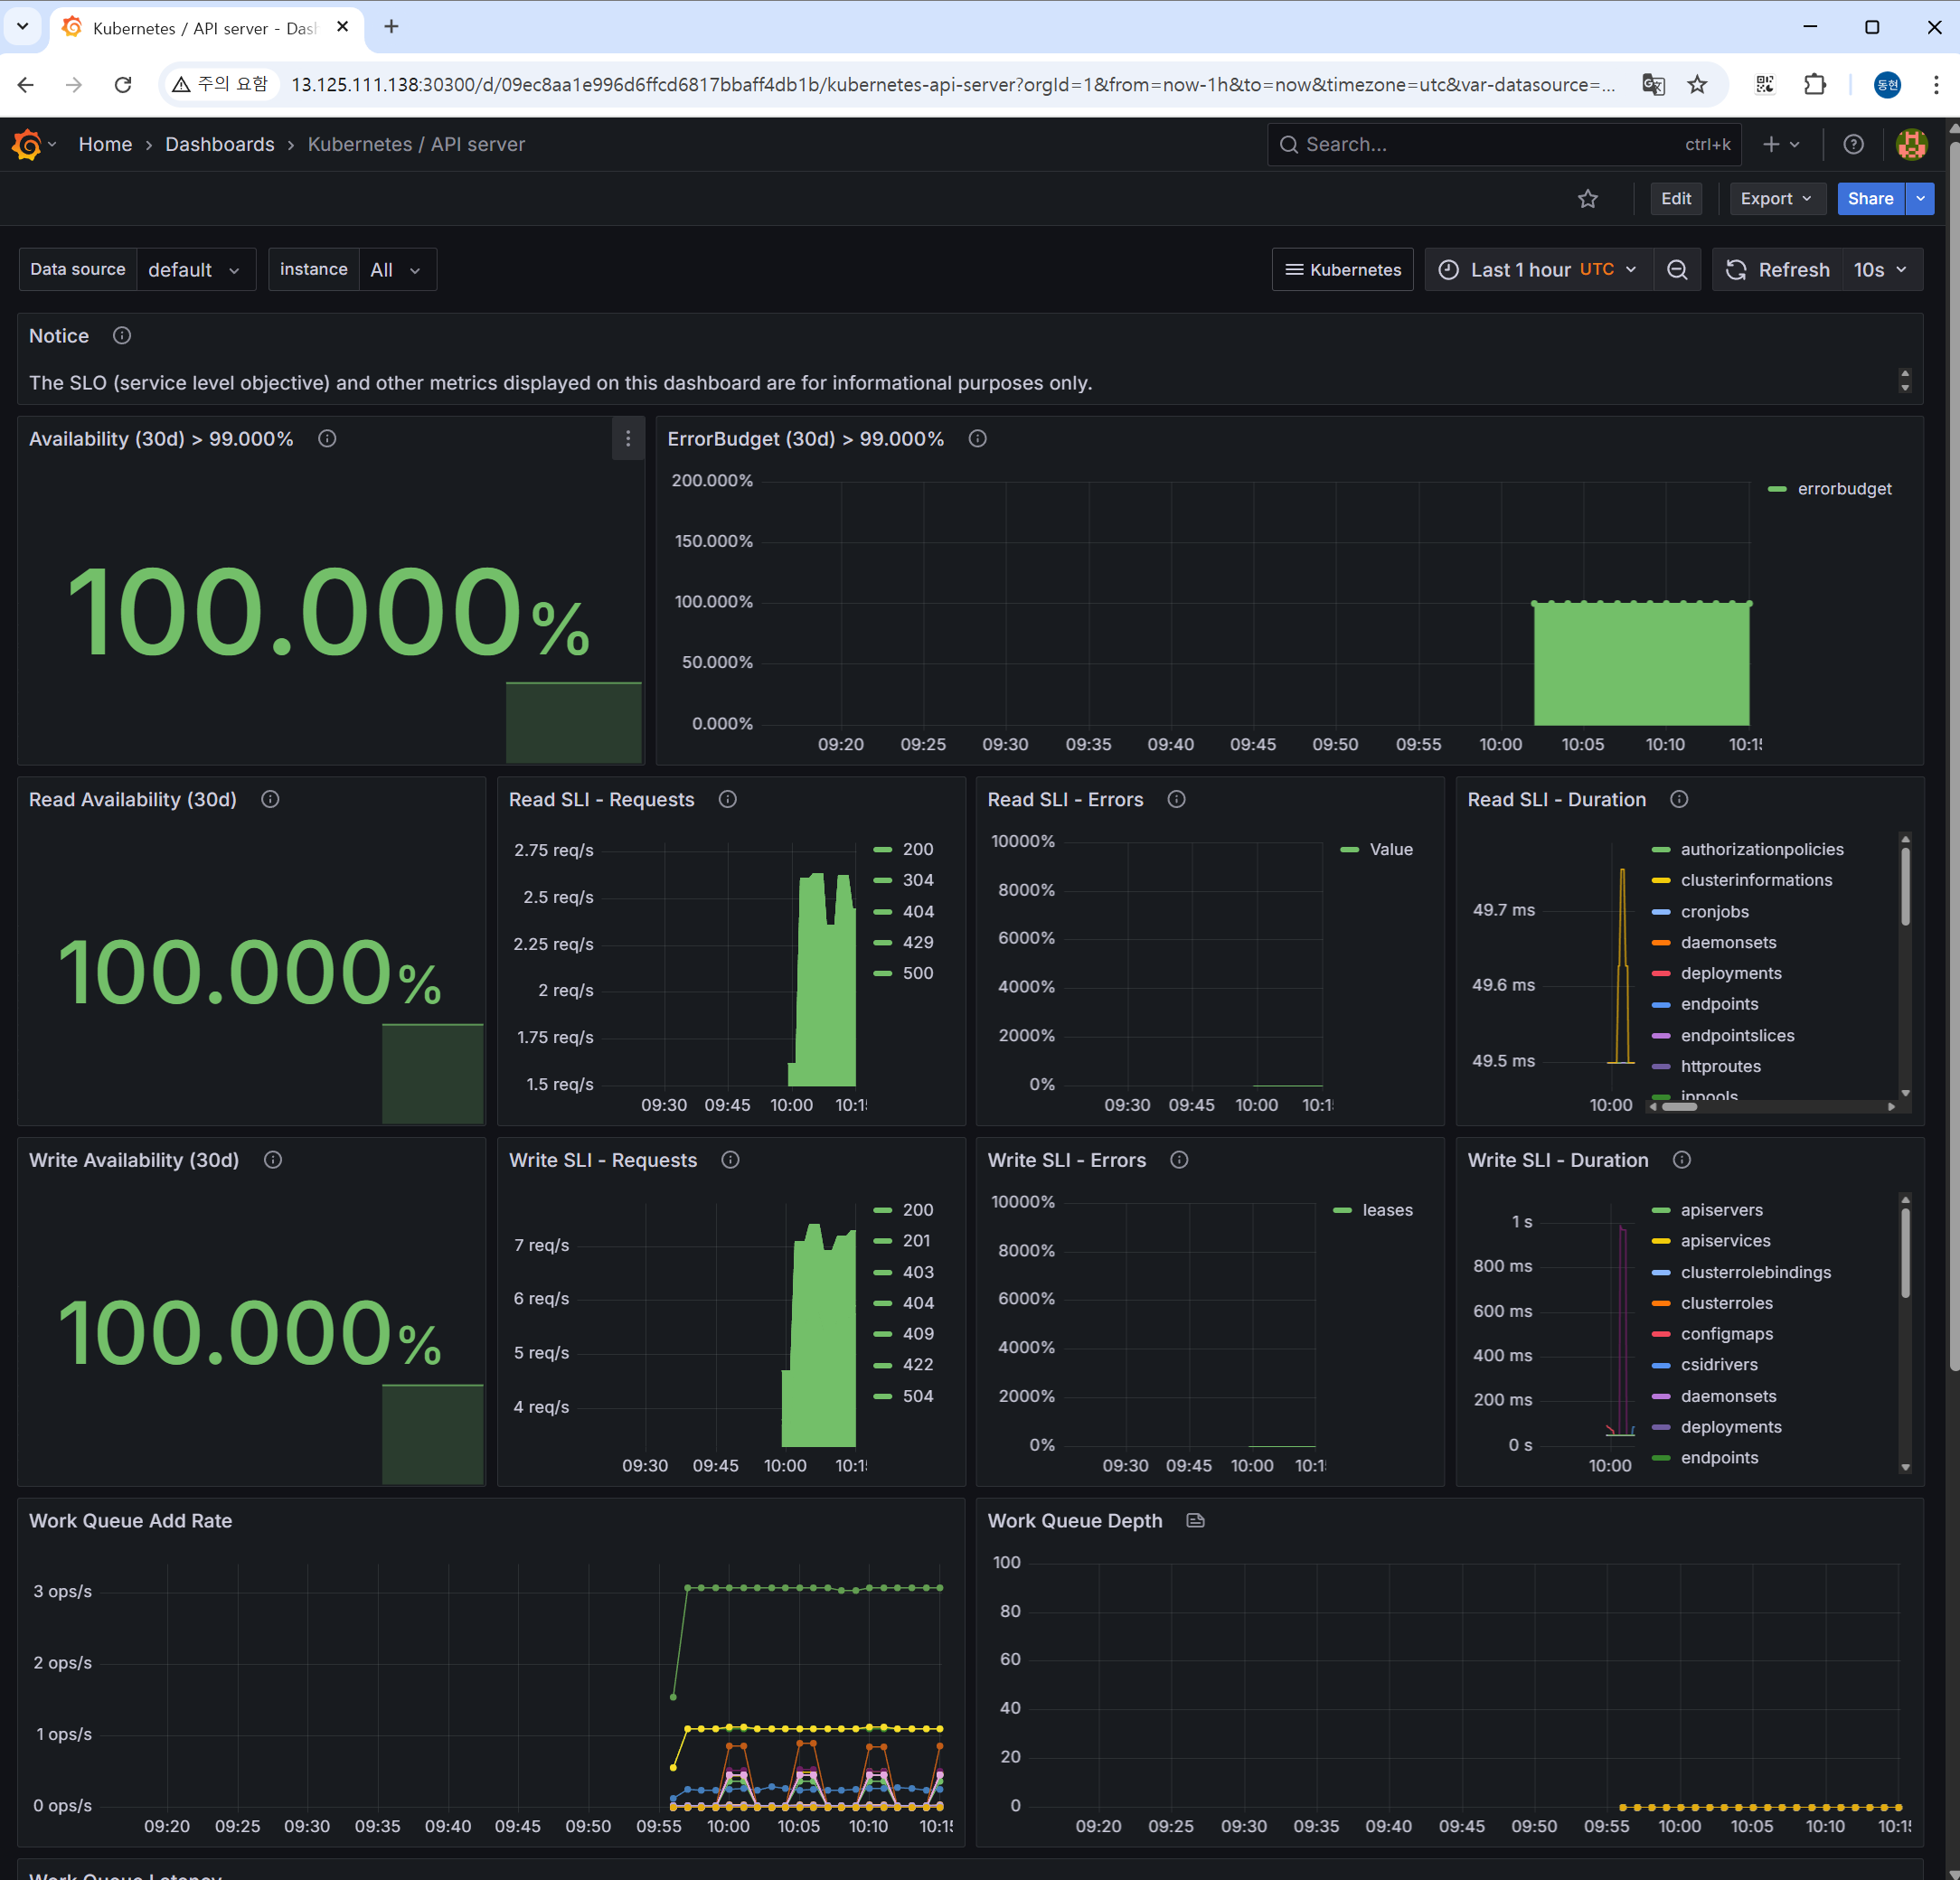 Kubernetes / API server - Das
주의 요함
13.125.111.138:30300/d/09ec8aa1e996d6ffcd6817bbaff4db1b/kubernetes-api-server?orgId=1&from=now-1h&to=now&timezone=utc&var-datasource=...
동현
Home > Dashboards > Kubernetes / API server
Search...
ctrl+k
Edit
Export
Share
Data source
default
instance
All
Kubernetes
Last 1 hour UTC
Refresh
10s
Notice
The SLO (service level objective) and other metrics displayed on this dashboard are for informational purposes only.
Availability (30d) > 99.000%
100.000%
ErrorBudget (30d) > 99.000%
200.000%
150.000%
100.000%
50.000%
0.000%
09:20 09:25 09:30 09:35 09:40 09:45 09:50 09:55 10:00 10:05 10:10 10:15
errorbudget
Read Availability (30d)
100.000%
Read SLI - Requests
2.75 req/s
2.5 req/s
2.25 req/s
2 req/s
1.75 req/s
1.5 req/s
09:30 09:45 10:00 10:15
200
304
404
429
500
Read SLI - Errors
10000%
8000%
6000%
4000%
2000%
0%
09:30 09:45 10:00 10:15
Value
Read SLI - Duration
49.7 ms
49.6 ms
49.5 ms
10:00
authorizationpolicies
clusterinformations
cronjobs
daemonsets
deployments
endpoints
endpointslices
httproutes
ippools
Write Availability (30d)
100.000%
Write SLI - Requests
7 req/s
6 req/s
5 req/s
4 req/s
09:30 09:45 10:00 10:15
200
201
403
404
409
422
504
Write SLI - Errors
10000%
8000%
6000%
4000%
2000%
0%
09:30 09:45 10:00 10:15
leases
Write SLI - Duration
1 s
800 ms
600 ms
400 ms
200 ms
0 s
10:00
apiservers
apiservices
clusterrolebindings
clusterroles
configmaps
csidrivers
daemonsets
deployments
endpoints
Work Queue Add Rate
3 ops/s
2 ops/s
1 ops/s
0 ops/s
09:20 09:25 09:30 09:35 09:40 09:45 09:50 09:55 10:00 10:05 10:10 10:15
Work Queue Depth
100
80
60
40
20
0
09:20 09:25 09:30 09:35 09:40 09:45 09:50 09:55 10:00 10:05 10:10 10:15
Work Queue Latency